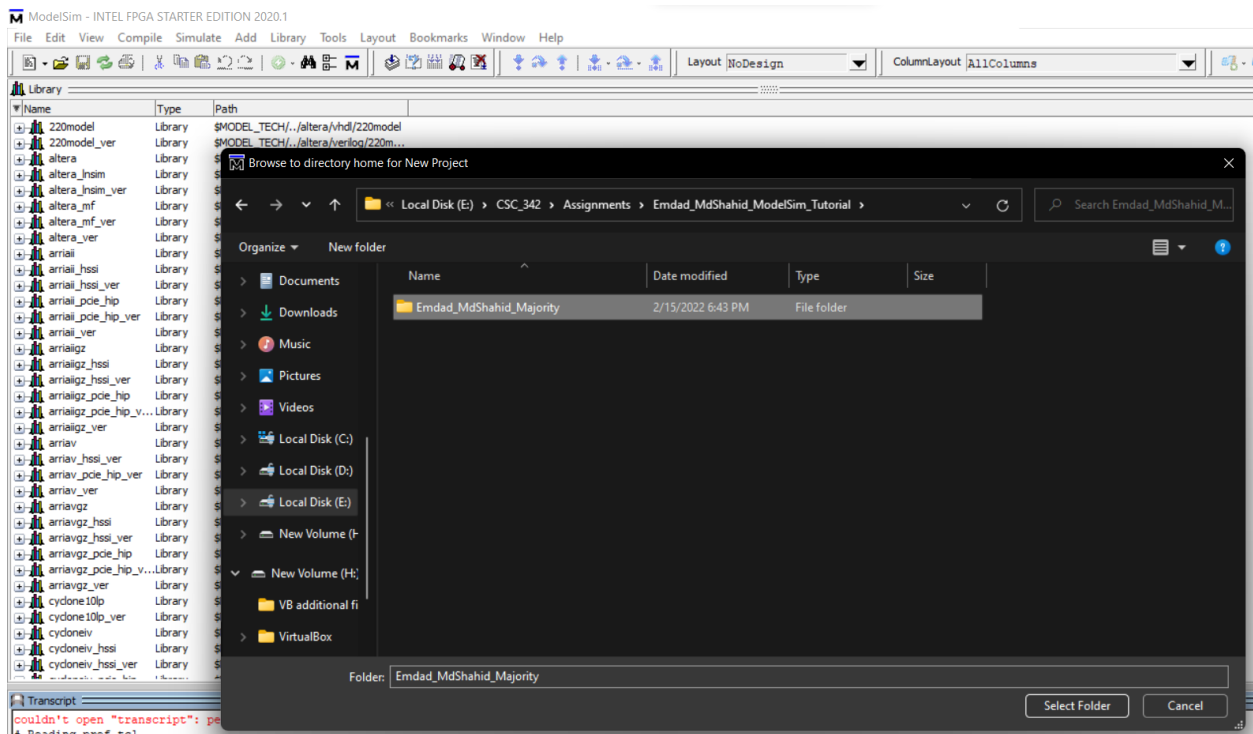 ModelSim - INTEL FPGA STARTER EDITION 2020.1
File Edit View Compile Simulate Add Library Tools Layout Bookmarks Window Help
Layout NoDesign ColumnLayout AllColumns
Library
Name Type Path
220model Library $MODEL_TECH/../altera/vhdl/220model
220model_ver Library $MODEL_TECH/../altera/verilog/220m...
altera Library
altera_lnsim Library
altera_lnsim_ver Library
altera_mf Library
altera_mf_ver Library
altera_ver Library
arriaii Library
arriaii_hssi Library
arriaii_hssi_ver Library
arriaii_pcie_hip Library
arriaii_pcie_hip_ver Library
arriaii_ver Library
arriaiigz Library
arriaiigz_hssi Library
arriaiigz_hssi_ver Library
arriaiigz_pcie_hip Library
arriaiigz_pcie_hip_v... Library
arriaiigz_ver Library
arriav Library
arriav_hssi_ver Library
arriav_pcie_hip_ver Library
arriav_ver Library
arriavgz Library
arriavgz_hssi Library
arriavgz_hssi_ver Library
arriavgz_pcie_hip Library
arriavgz_pcie_hip_v... Library
arriavgz_ver Library
cyclone10lp Library
cyclone10lp_ver Library
cycloneiv Library
cycloneiv_hssi Library
cycloneiv_hssi_ver Library
Browse to directory home for New Project
« Local Disk (E:) › CSC_342 › Assignments › Emdad_MdShahid_ModelSim_Tutorial ›
Search Emdad_MdShahid_M...
Organize New folder
Name Date modified Type Size
Emdad_MdShahid_Majority 2/15/2022 6:43 PM File folder
Documents
Downloads
Music
Pictures
Videos
Local Disk (C:)
Local Disk (D:)
Local Disk (E:)
New Volume (H
New Volume (H:)
VB additional fi
VirtualBox
Folder: Emdad_MdShahid_Majority
Select Folder Cancel
Transcript
couldn't open "transcript": pe
# Reading pref.tcl